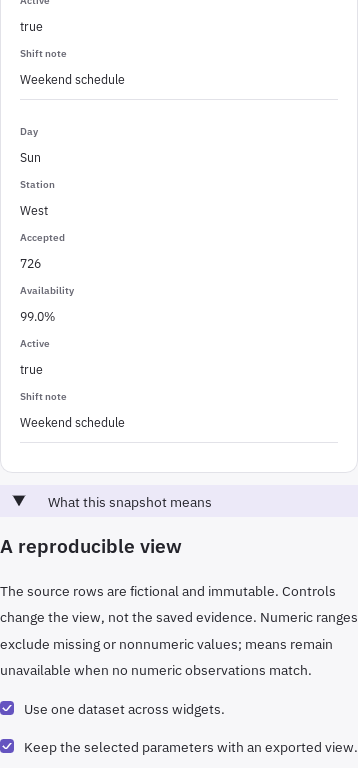 Active
true
Shift note
Weekend schedule
Day
Sun
Station
West
Accepted
726
Availability
99.0%
Active
true
Shift note
Weekend schedule
What this snapshot means
A reproducible view
The source rows are fictional and immutable. Controls
change the view, not the saved evidence. Numeric ranges
exclude missing or nonnumeric values; means remain
unavailable when no numeric observations match.
Use one dataset across widgets.
Keep the selected parameters with an exported view.